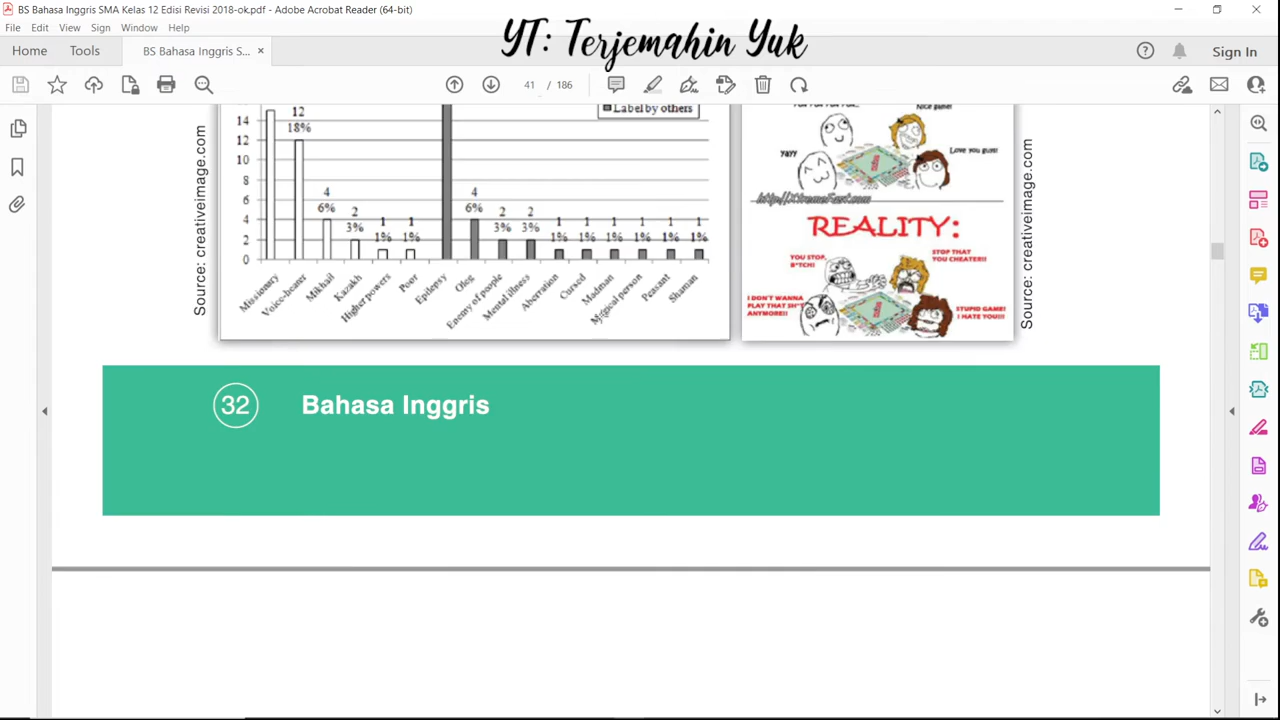 BS Bahasa Inggris SMA Kelas 12 Edisi Revisi 2018-ok.pdf - Adobe Acrobat Reader (64-bit)
YT: Terjemahin Yuk
File Edit View Sign Window Help
Home Tools BS Bahasa Inggris S... × Sign In
41 / 186
Label by others
14
12
10
8
6
4
2
0
12
18%
4
6%
2
3%
1
1%
1
1%
4
6%
2
3%
2
3%
1
1%
1
1%
1
1%
1
1%
1
1%
1
1%
Missionary
Voice-hearer
Mikhail
Higher powers
Poor
Epilepsy
Oleg
Enemy of people
Mental illness
Aberration
Cursed
Madman
Magical person
Peasant
Shaman
Source: creativeimage.com
Nice game!
yayy
Love you guys!
REALITY:
YOU STOP,
B*TCH!
STOP THAT
YOU CHEATER!!
I DON'T WANNA
PLAY THAT SH*T
ANYMORE!!
STUPID GAME!
I HATE YOU!!!
Source: creativeimage.com
32 Bahasa Inggris